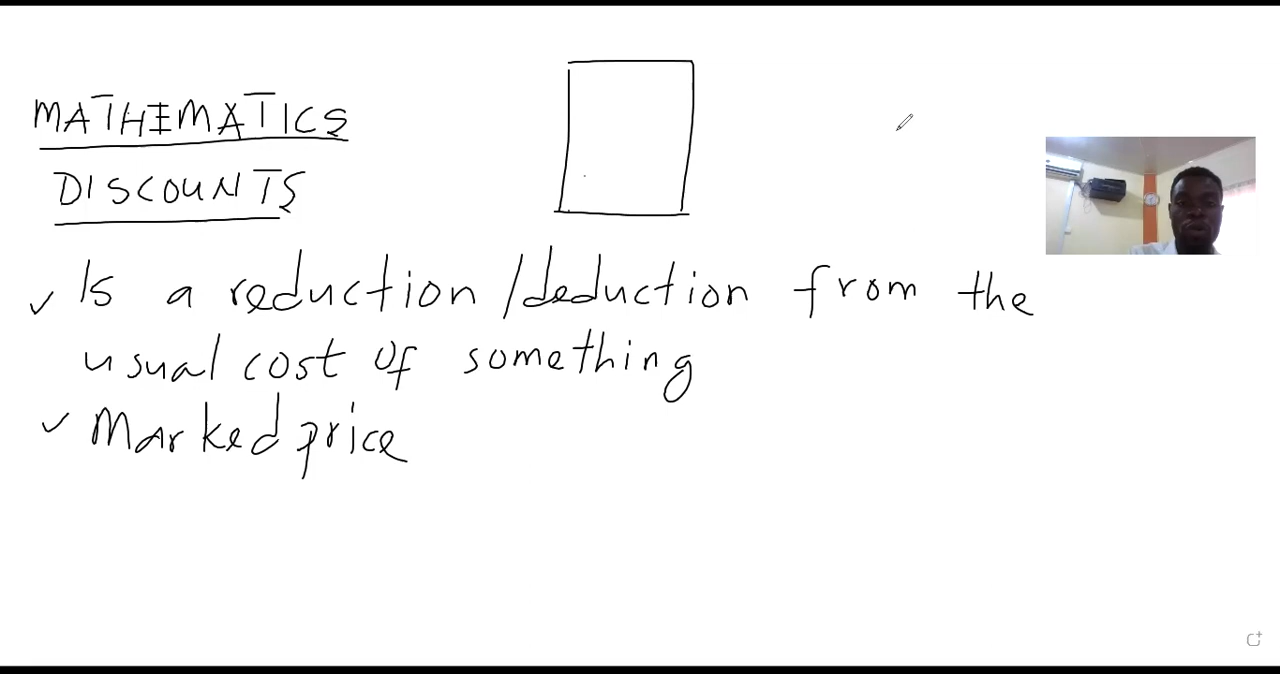 MATHEMATICS
DISCOUNTS
✓ Is a reduction/deduction from the
usual cost of something
✓ Marked price